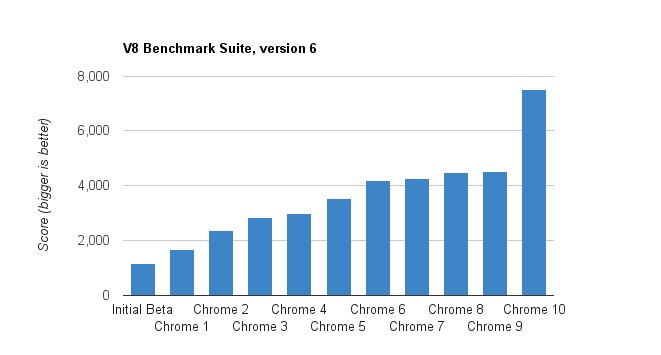 V8 Benchmark Suite, version 6
Score (bigger is better)
8,000
6,000
4,000
2,000
0
Initial Beta
Chrome 1
Chrome 2
Chrome 3
Chrome 4
Chrome 5
Chrome 6
Chrome 7
Chrome 8
Chrome 9
Chrome 10